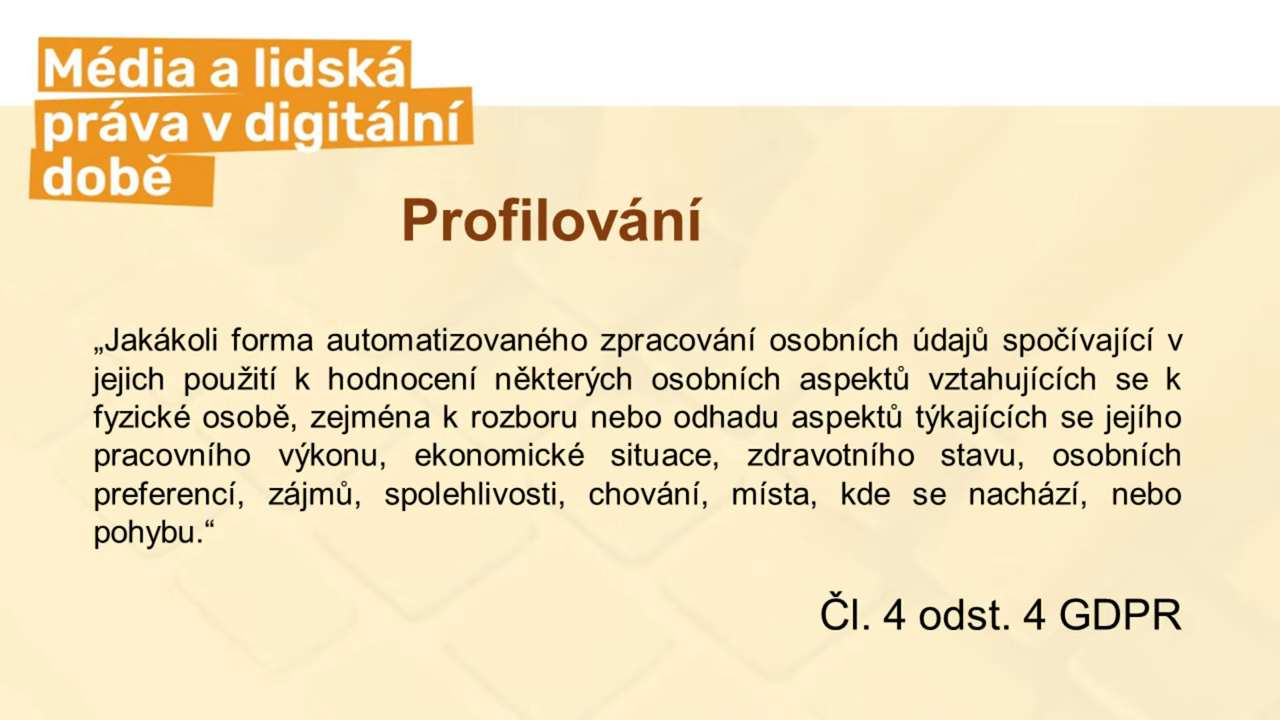 Média a lidská
práva v digitální
době
Profilování
„Jakákoli forma automatizovaného zpracování osobních údajů spočívající v
jejich použití k hodnocení některých osobních aspektů vztahujících se k
fyzické osobě, zejména k rozboru nebo odhadu aspektů týkajících se jejího
pracovního výkonu, ekonomické situace, zdravotního stavu, osobních
preferencí, zájmů, spolehlivosti, chování, místa, kde se nachází, nebo
pohybu.“
Čl. 4 odst. 4 GDPR